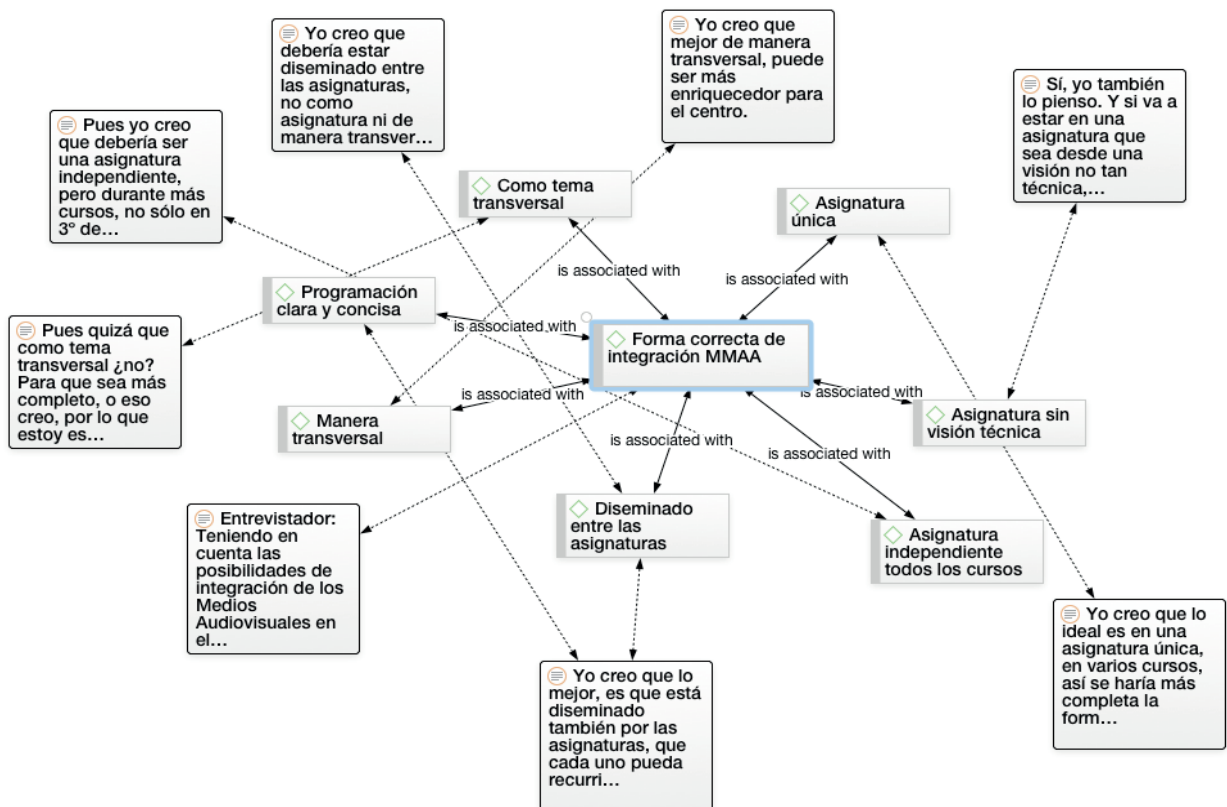 Yo creo que
debería estar
diseminado entre
las asignaturas,
no como
asignatura ni de
manera transver...
Yo creo que
mejor de manera
transversal, puede
ser más
enriquecedor para
el centro.
Sí, yo también
lo pienso. Y si va a
estar en una
asignatura que
sea desde una
visión no tan
técnica,...
Pues yo creo
que debería ser
una asignatura
independiente,
pero durante más
cursos, no sólo en
3º de...
Como tema
transversal
Asignatura
única
is associated with
is associated with
Programación
clara y concisa
is associated with
Forma correcta de
integración MMAA
Pues quizá que
como tema
transversal ¿no?
Para que sea más
completo, o eso
creo, por lo que
estoy es...
is associated with
is associated with
Manera
transversal
Asignatura sin
visión técnica
is associated with
is associated with
Entrevistador:
Teniendo en
cuenta las
posibilidades de
integración de los
Medios
Audiovisuales en
el...
Diseminado
entre las
asignaturas
Asignatura
independiente
todos los cursos
Yo creo que lo
ideal es en una
asignatura única,
en varios cursos,
así se haría más
completa la
form...
Yo creo que lo
mejor, es que está
diseminado
también por las
asignaturas, que
cada uno pueda
recurri...